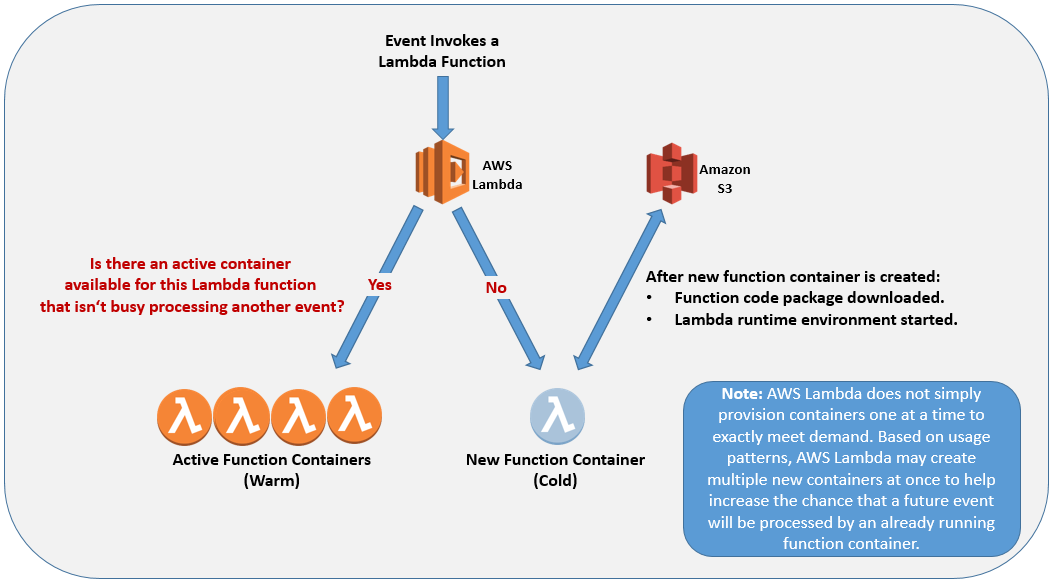 Event Invokes a
Lambda Function
AWS
Lambda
Amazon
S3
Is there an active container
available for this Lambda function
that isn‘t busy processing another event?
Yes
No
After new function container is created:
• Function code package downloaded.
• Lambda runtime environment started.
λ λ λ λ
Active Function Containers
(Warm)
λ
New Function Container
(Cold)
Note: AWS Lambda does not simply
provision containers one at a time to
exactly meet demand. Based on usage
patterns, AWS Lambda may create
multiple new containers at once to help
increase the chance that a future event
will be processed by an already running
function container.